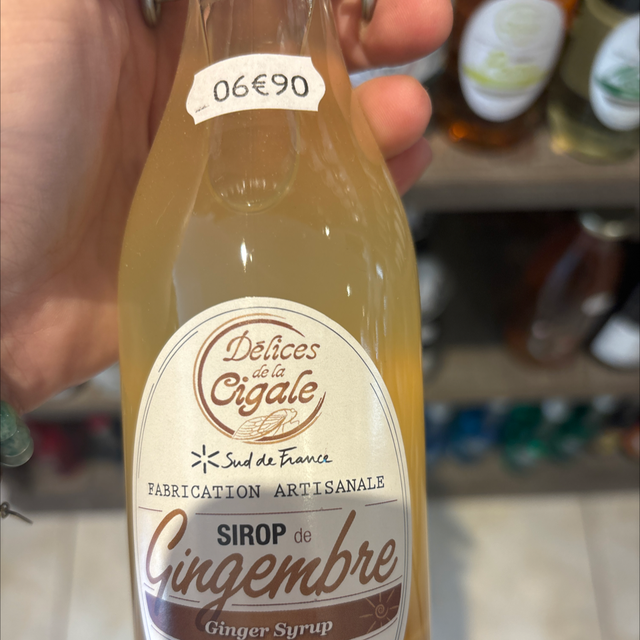 06€90
Délices
de la
Cigale
Sud de France
FABRICATION ARTISANALE
SIROP de
Gingembre
Ginger Syrup